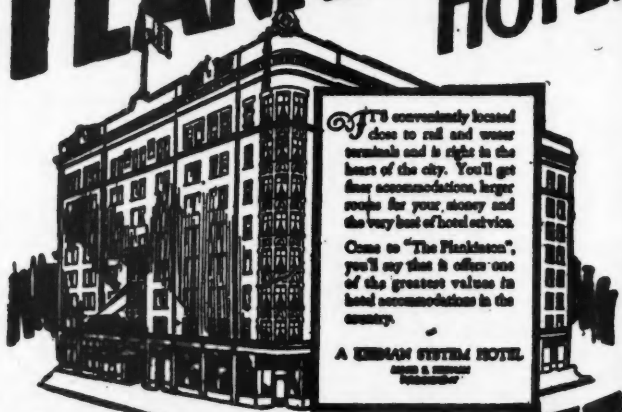 HOTEL
IT'S conveniently located
close to rail and water
terminals and is right in the
heart of the city. You'll get
finer accommodations, larger
rooms for your money and
the very best of hotel service.
Come to "The Plankinton",
you'll say that it offers one
of the greatest values in
hotel accommodations in the
country.
A KEENAN SYSTEM HOTEL